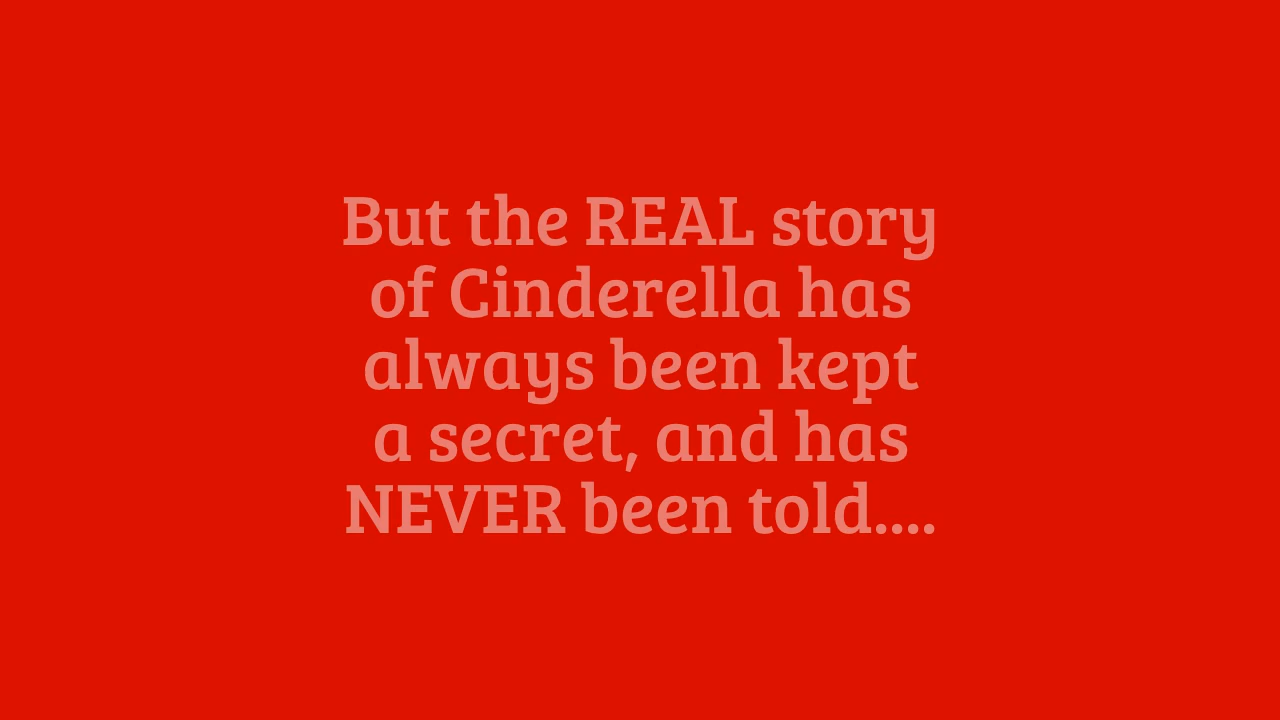 But the REAL story
of Cinderella has
always been kept
a secret, and has
NEVER been told....